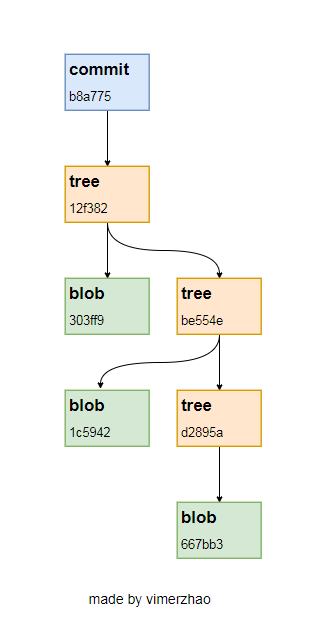 commit
b8a775
tree
12f382
blob
303ff9
tree
be554e
blob
1c5942
tree
d2895a
blob
667bb3
made by vimerzhao